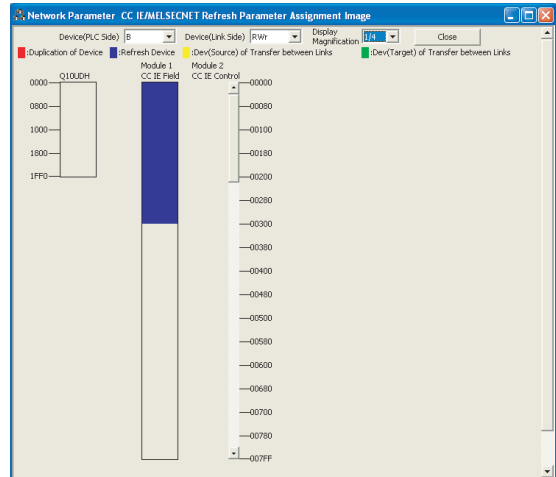 Network Parameter  CC IE/MELSECNET Refresh Parameter Assignment Image
Device(PLC Side) B Device(Link Side) RWr Display Magnification 1/4 Close
:Duplication of Device :Refresh Device :Dev(Source) of Transfer between Links :Dev(Target) of Transfer between Links
Module 1 Module 2
Q10UDH CC IE Field CC IE Control
0000 00000
0800 00080
1000 00100
1800 00180
1FF0 00200
00280
00300
00380
00400
00480
00500
00580
00600
00680
00700
00780
007FF